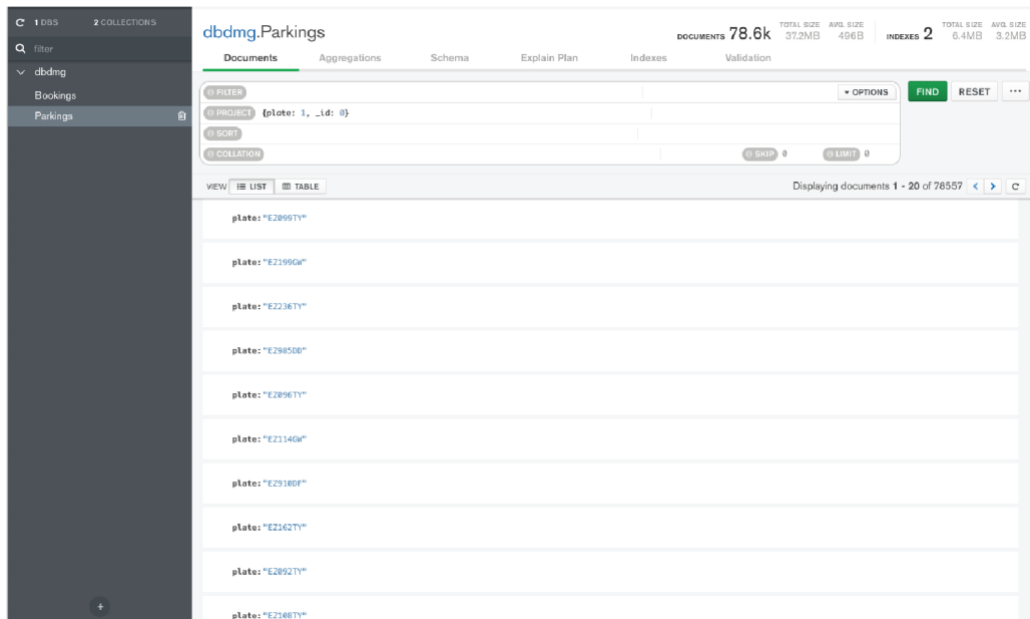 1 DBS 2 COLLECTIONS
filter
dbdmg
Bookings
Parkings
dbdmg.Parkings
DOCUMENTS 78.6k TOTAL SIZE 37.2MB AVG. SIZE 496B INDEXES 2 TOTAL SIZE 6.4MB AVG. SIZE 3.2MB
Documents Aggregations Schema Explain Plan Indexes Validation
FILTER OPTIONS FIND RESET ...
PROJECT {plate: 1, _id: 0}
SORT
COLLATION SKIP 0 LIMIT 0
VIEW LIST TABLE Displaying documents 1 - 20 of 78557 < > C
plate:"EZ099TY"
plate:"EZ199GW"
plate:"EZ236TY"
plate:"EZ985DD"
plate:"EZ096TY"
plate:"EZ114GW"
plate:"EZ910DF"
plate:"EZ162TY"
plate:"EZ092TY"
plate:"EZ108TY"